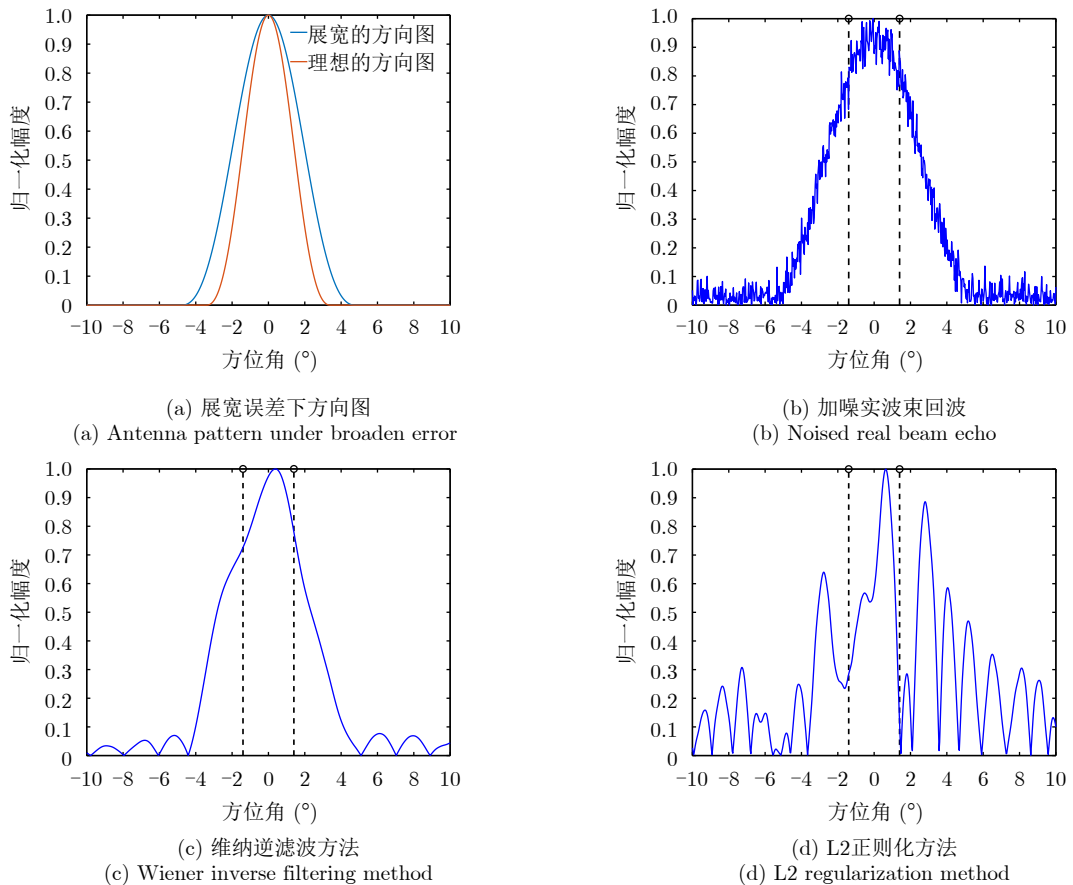 1.0
0.9
0.8
0.7
0.6
0.5
0.4
0.3
0.2
0.1
0
归一化幅度
展宽的方向图
理想的方向图
−10 −8 −6 −4 −2 0 2 4 6 8 10
方位角 (°)
(a) 展宽误差下方向图
(a) Antenna pattern under broaden error
1.0
0.9
0.8
0.7
0.6
0.5
0.4
0.3
0.2
0.1
0
归一化幅度
−10 −8 −6 −4 −2 0 2 4 6 8 10
方位角 (°)
(b) 加噪实波束回波
(b) Noised real beam echo
1.0
0.9
0.8
0.7
0.6
0.5
0.4
0.3
0.2
0.1
0
归一化幅度
−10 −8 −6 −4 −2 0 2 4 6 8 10
方位角 (°)
(c) 维纳逆滤波方法
(c) Wiener inverse filtering method
1.0
0.9
0.8
0.7
0.6
0.5
0.4
0.3
0.2
0.1
0
归一化幅度
−10 −8 −6 −4 −2 0 2 4 6 8 10
方位角 (°)
(d) L2正则化方法
(d) L2 regularization method